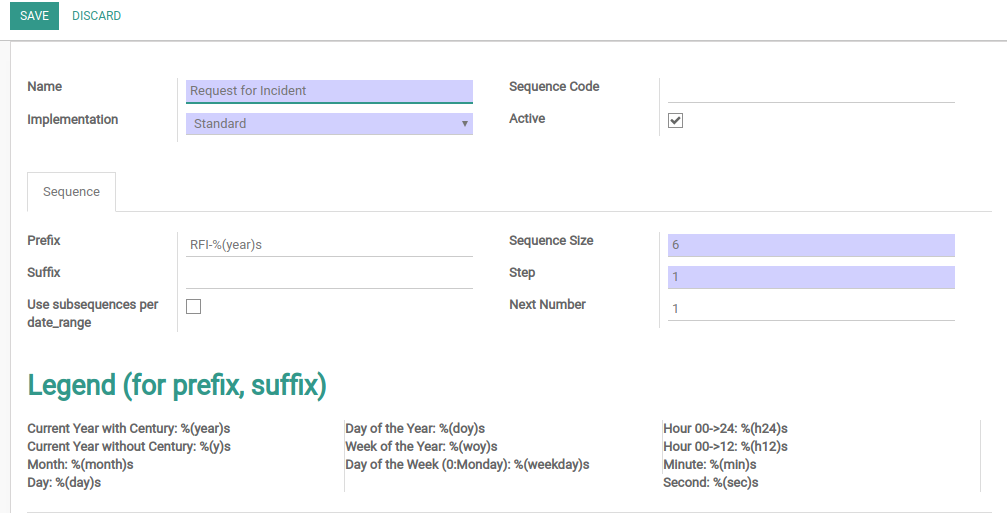 SAVE DISCARD
Name Request for Incident Sequence Code
Implementation Standard Active
Sequence
Prefix RFI-%(year)s Sequence Size 6
Suffix Step 1
Use subsequences per Next Number 1
date_range
Legend (for prefix, suffix)
Current Year with Century: %(year)s Day of the Year: %(doy)s Hour 00->24: %(h24)s
Current Year without Century: %(y)s Week of the Year: %(woy)s Hour 00->12: %(h12)s
Month: %(month)s Day of the Week (0:Monday): %(weekday)s Minute: %(min)s
Day: %(day)s Second: %(sec)s